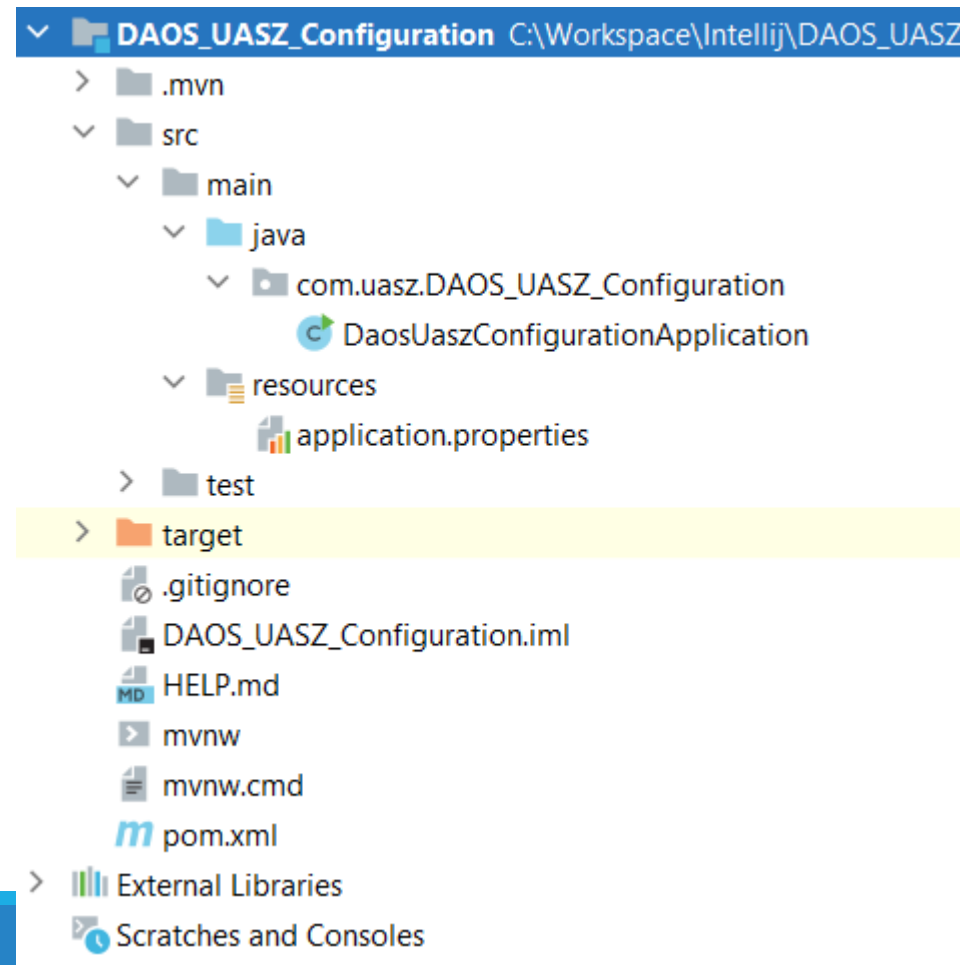 DAOS_UASZ_Configuration C:\Workspace\Intellij\DAOS_UASZ
.mvn
src
main
java
com.uasz.DAOS_UASZ_Configuration
C DaosUaszConfigurationApplication
resources
application.properties
test
target
.gitignore
DAOS_UASZ_Configuration.iml
MD HELP.md
mvnw
mvnw.cmd
m pom.xml
External Libraries
Scratches and Consoles